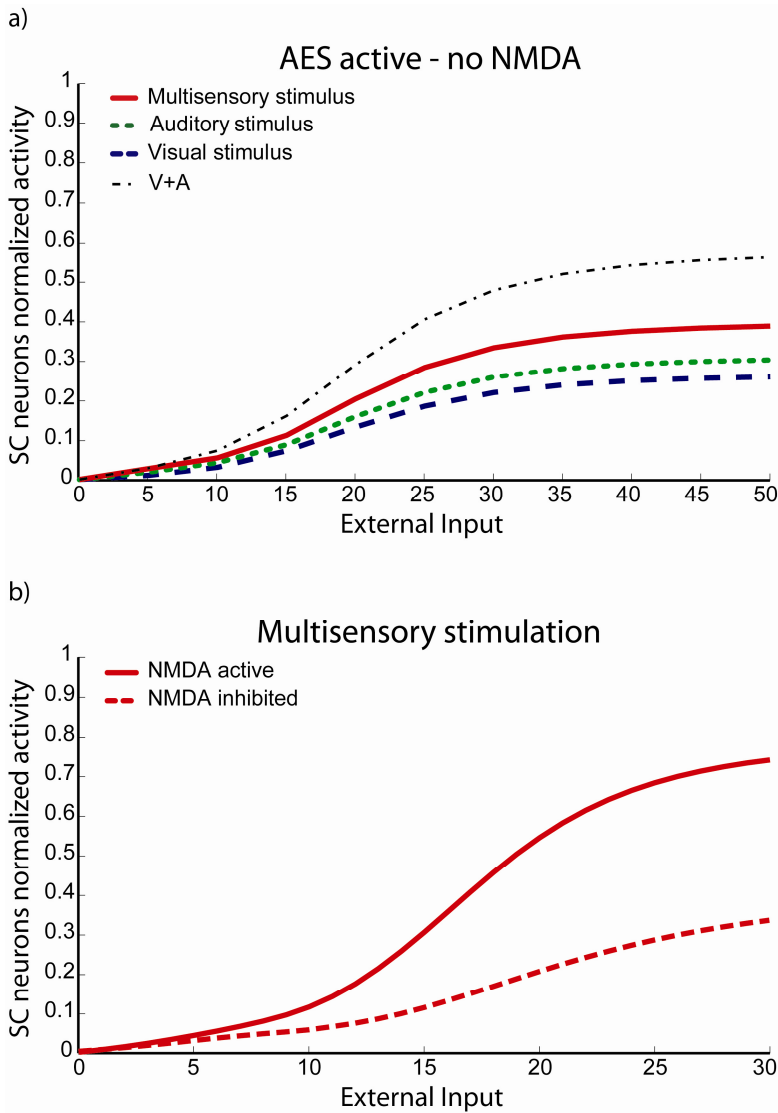 a)
AES active - no NMDA
SC neurons normalized activity
1
0.9
0.8
0.7
0.6
0.5
0.4
0.3
0.2
0.1
0
Multisensory stimulus
Auditory stimulus
Visual stimulus
V+A
0 5 10 15 20 25 30 35 40 45 50
External Input
b)
Multisensory stimulation
SC neurons normalized activity
1
0.9
0.8
0.7
0.6
0.5
0.4
0.3
0.2
0.1
0
NMDA active
NMDA inhibited
0 5 10 15 20 25 30
External Input